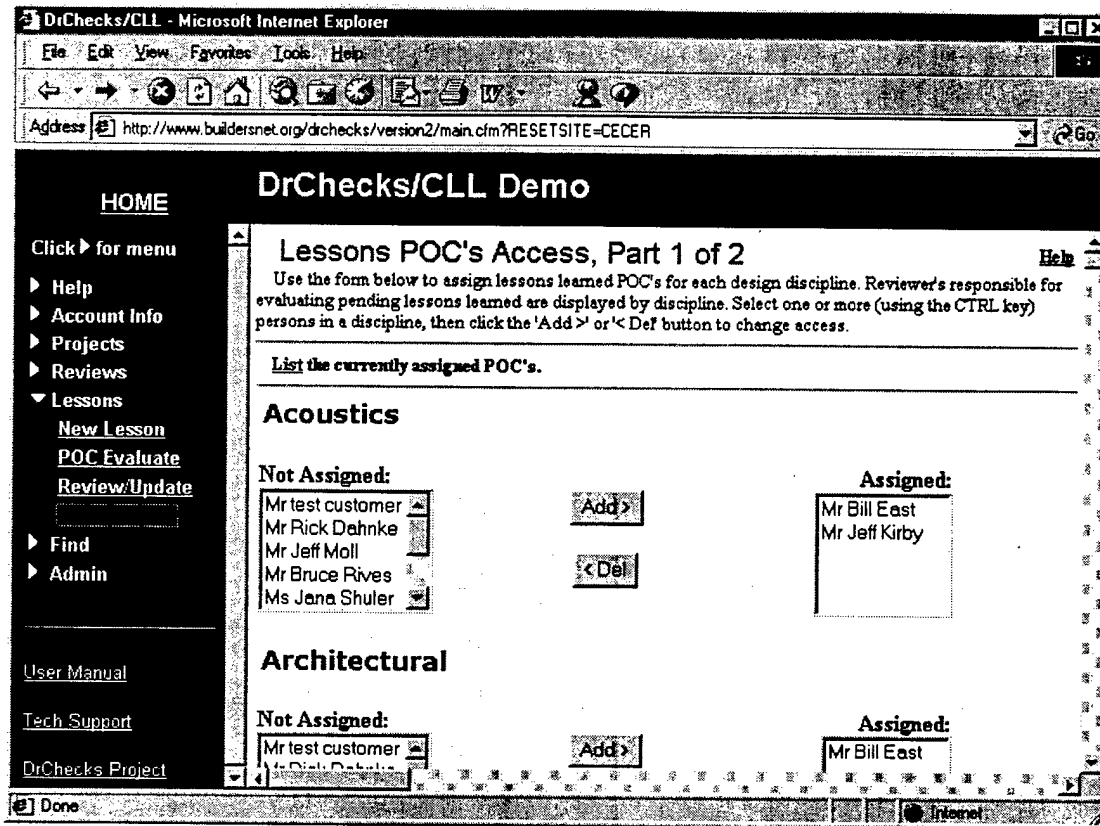 DrChecks/CLL - Microsoft Internet Explorer
File Edit View Favorites Tools Help
Address http://www.buildersnet.org/drchecks/version2/main.cfm?RESETSITE=CECER Go
DrChecks/CLL Demo
HOME
Click for menu
Help
Account Info
Projects
Reviews
Lessons
New Lesson
POC Evaluate
Review/Update
Find
Admin
User Manual
Tech Support
DrChecks Project
Lessons POC's Access, Part 1 of 2
Help
Use the form below to assign lessons learned POC's for each design discipline. Reviewer's responsible for
evaluating pending lessons learned are displayed by discipline. Select one or more (using the CTRL key)
persons in a discipline, then click the 'Add >' or '< Del' button to change access.
List the currently assigned POC's.
Acoustics
Not Assigned:
Mr test customer
Mr Rick Dahnke
Mr Jeff Moll
Mr Bruce Rives
Ms Jana Shuler
Add >
< Del
Assigned:
Mr Bill East
Mr Jeff Kirby
Architectural
Not Assigned:
Mr test customer
Add >
Assigned:
Mr Bill East
Done
Internet